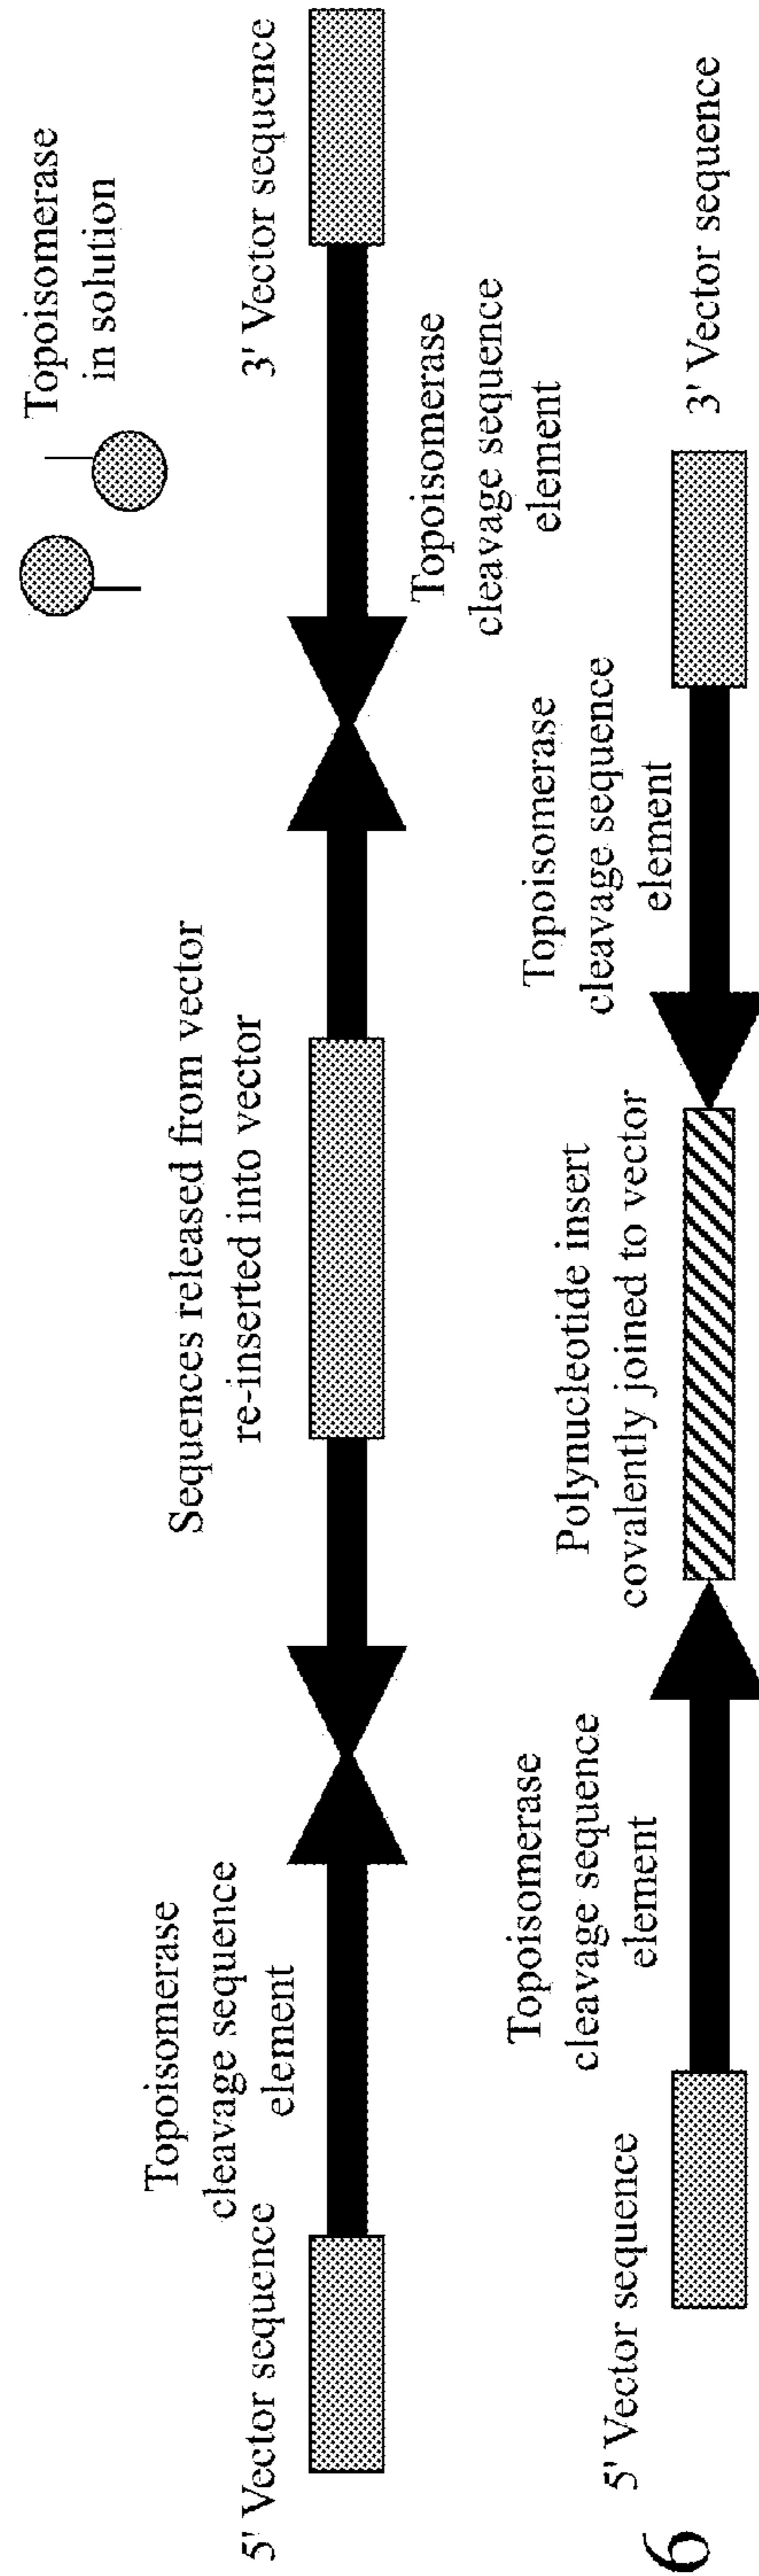 Topoisomerase
in solution
5' Vector sequence
Topoisomerase
cleavage sequence
element
Sequences released from vector
re-inserted into vector
Topoisomerase
cleavage sequence
element
3' Vector sequence
6
5' Vector sequence
Topoisomerase
cleavage sequence
element
Polynucleotide insert
covalently joined to vector
Topoisomerase
cleavage sequence
element
3' Vector sequence